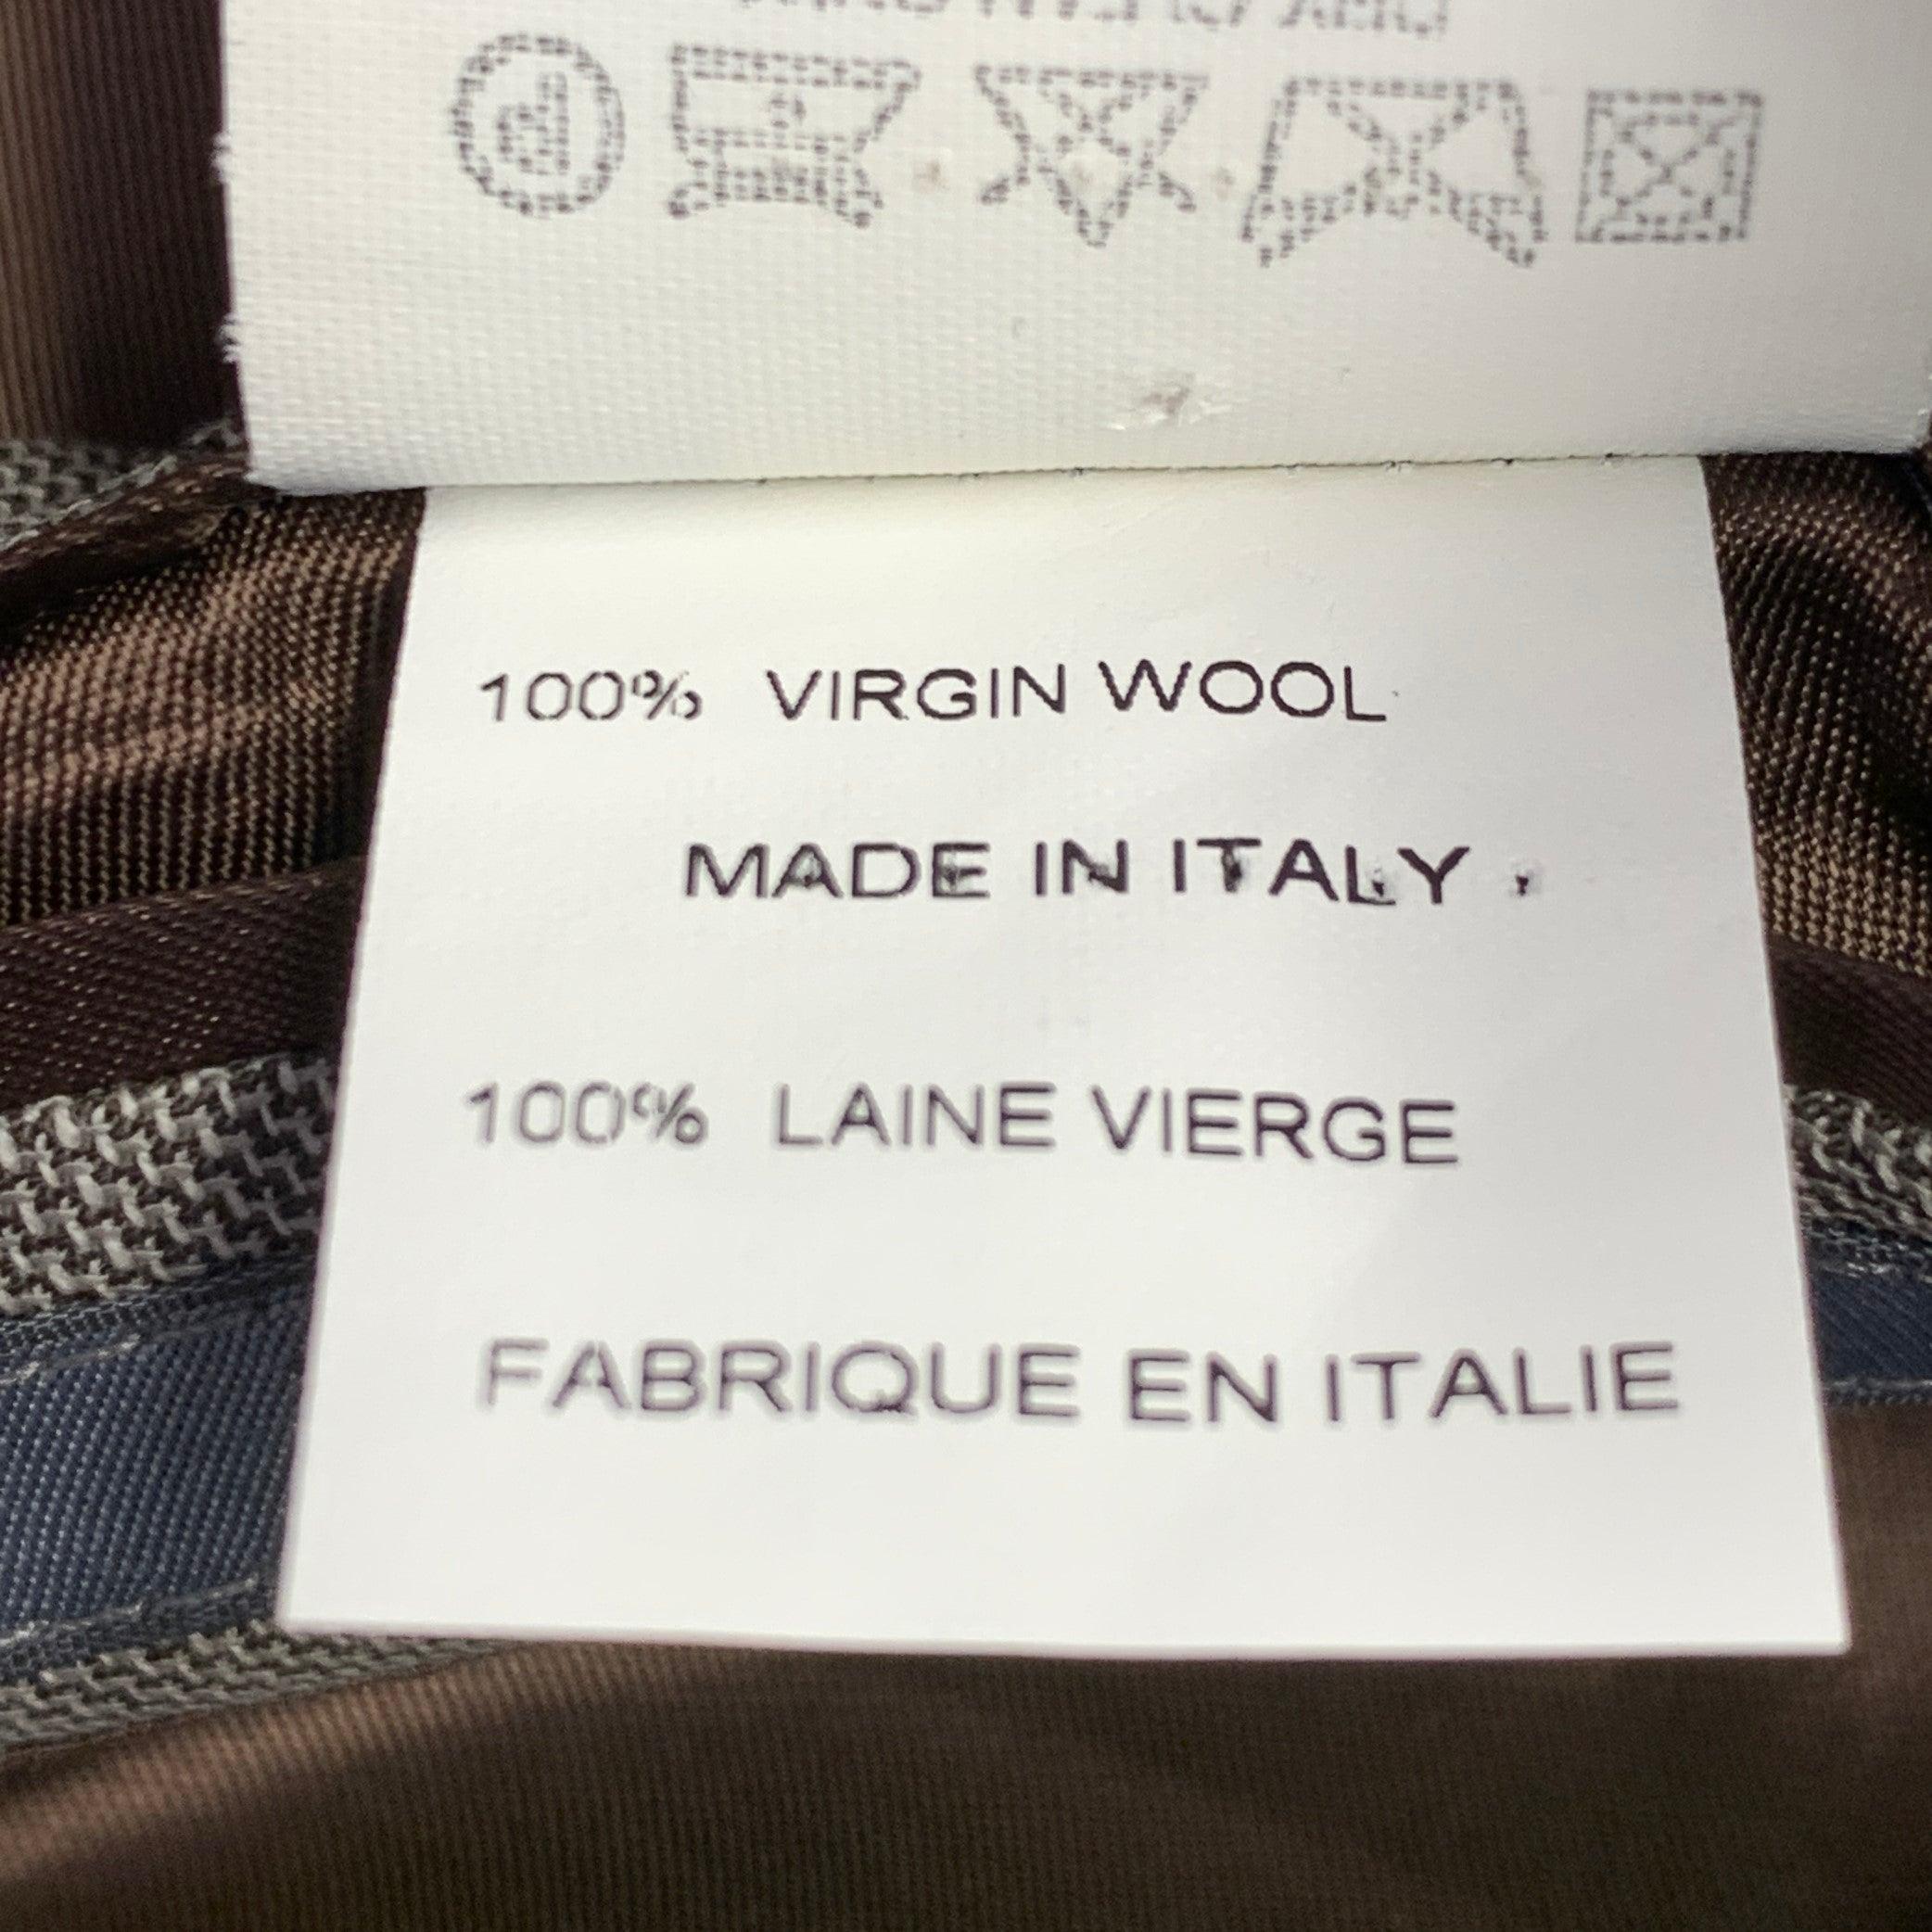 100% VIRGIN WOOL
MADE IN ITALY
100% LAINE VIERGE
FABRIQUE EN ITALIE